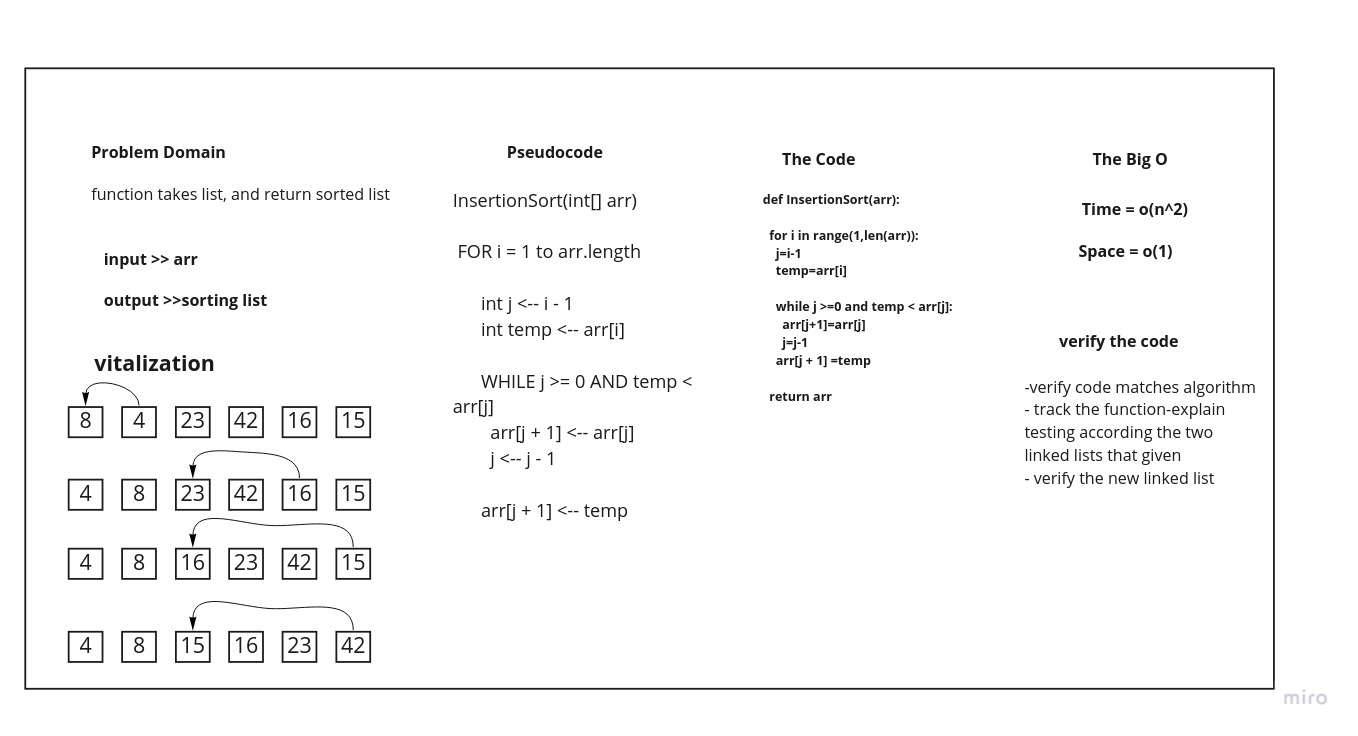 Problem Domain
function takes list, and return sorted list
input >> arr
output >>sorting list
vitalization
8 4 23 42 16 15
4 8 23 42 16 15
4 8 16 23 42 15
4 8 15 16 23 42
Pseudocode
InsertionSort(int[] arr)
FOR i = 1 to arr.length
int j <-- i - 1
int temp <-- arr[i]
WHILE j >= 0 AND temp <
arr[j]
arr[j + 1] <-- arr[j]
j <-- j - 1
arr[j + 1] <-- temp
The Code
def InsertionSort(arr):
for i in range(1,len(arr)):
j=i-1
temp=arr[i]
while j >=0 and temp < arr[j]:
arr[j+1]=arr[j]
j=j-1
arr[j + 1] =temp
return arr
The Big O
Time = o(n^2)
Space = o(1)
verify the code
-verify code matches algorithm
- track the function-explain
testing according the two
linked lists that given
- verify the new linked list
miro